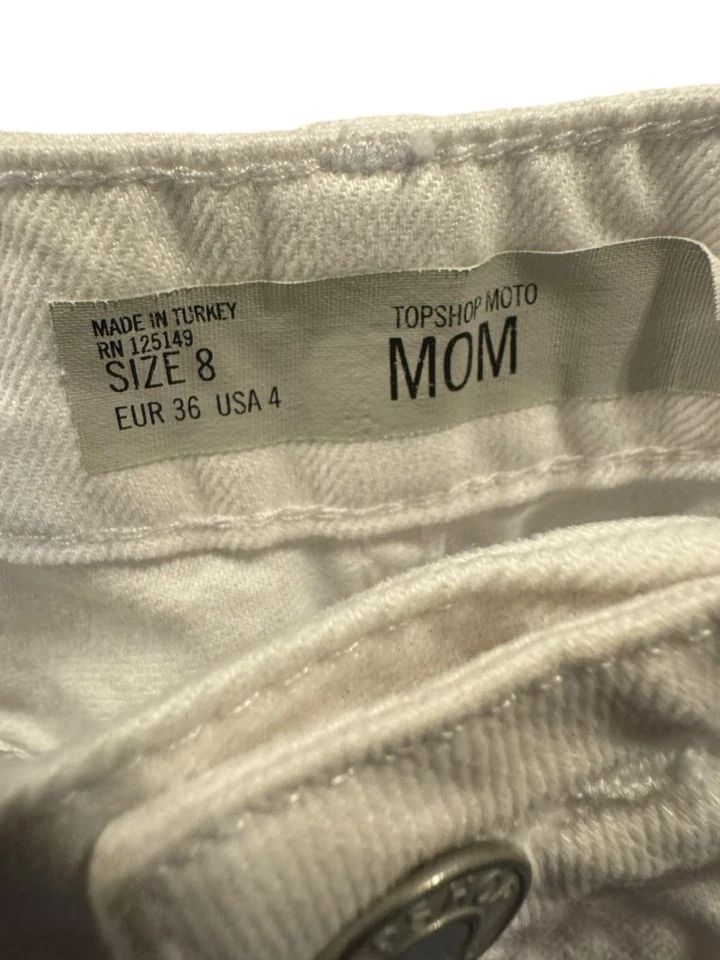 MADE IN TURKEY
RN 125149
SIZE 8
EUR 36 USA 4
TOPSHOP MOTO
MOM